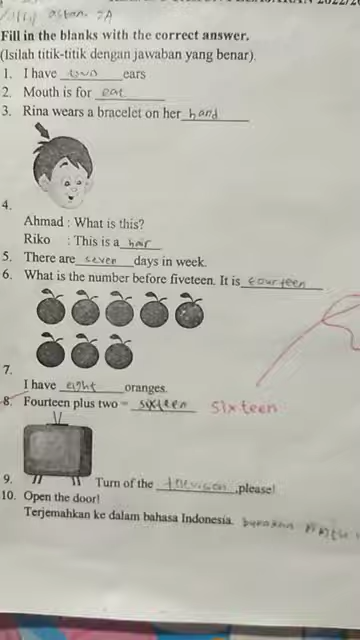 2A
Fill in the blanks with the correct answer.
(Isilah titik-titik dengan jawaban yang benar).
1. I have two ears
2. Mouth is for eat
3. Rina wears a bracelet on her hand
4.
Ahmad : What is this?
Riko : This is a hair
5. There are seven days in week.
6. What is the number before fiveteen. It is fourteen
7.
I have eight oranges.
8. Fourteen plus two = sixteen sixteen
9. Turn of the ,please!
10. Open the door!
Terjemahkan ke dalam bahasa Indonesia.